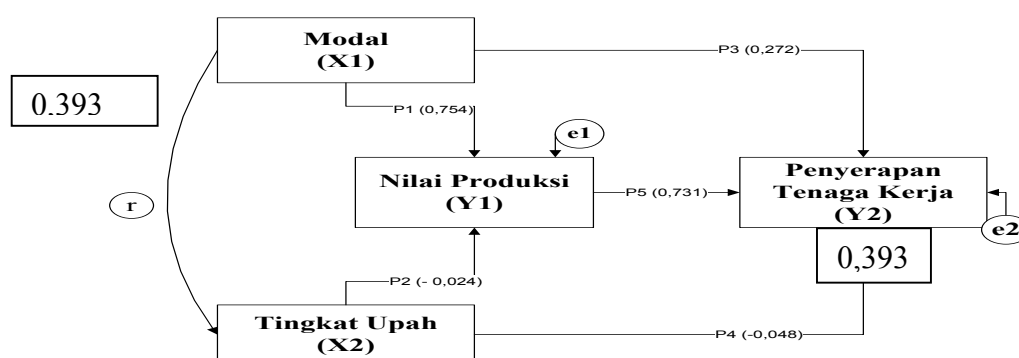 Modal
(X1)
P3 (0,272)
0,393
P1 (0,754)
e1
Nilai Produksi
(Y1)
P5 (0,731)
Penyerapan
Tenaga Kerja
(Y2)
r
e2
0,393
P2 (- 0,024)
Tingkat Upah
(X2)
P4 (-0,048)